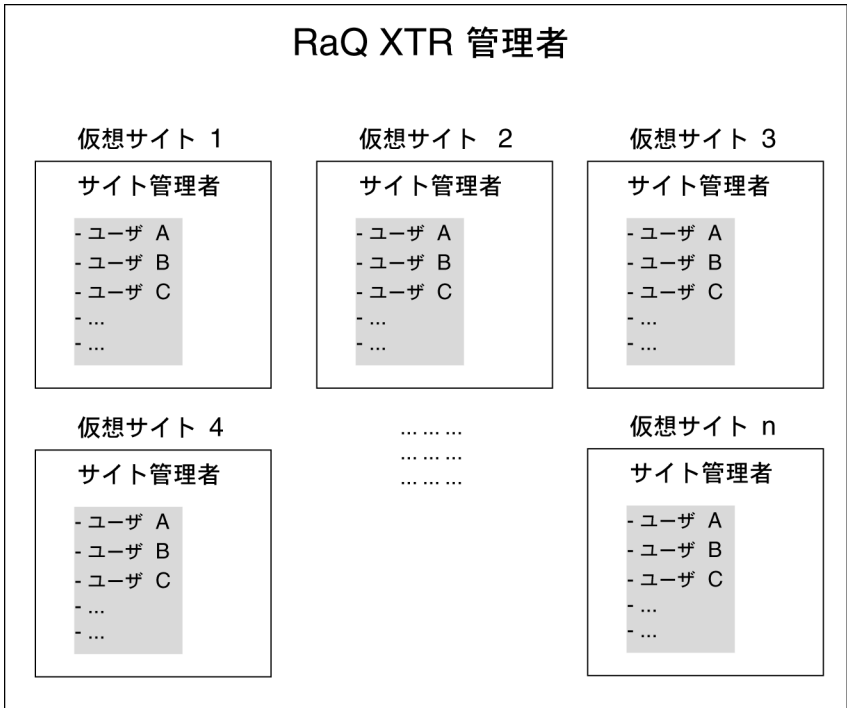 RaQ XTR 管理者
仮想サイト 1
サイト管理者
- ユーザ A
- ユーザ B
- ユーザ C
- ...
- ...
仮想サイト 2
サイト管理者
- ユーザ A
- ユーザ B
- ユーザ C
- ...
- ...
仮想サイト 3
サイト管理者
- ユーザ A
- ユーザ B
- ユーザ C
- ...
- ...
仮想サイト 4
サイト管理者
- ユーザ A
- ユーザ B
- ユーザ C
- ...
- ...
... ... ...
... ... ...
... ... ...
仮想サイト n
サイト管理者
- ユーザ A
- ユーザ B
- ユーザ C
- ...
- ...